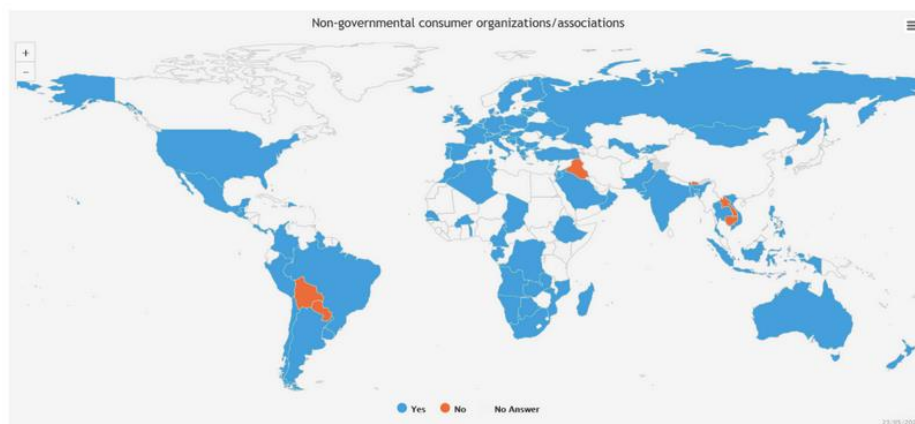 Non-governmental consumer organizations/associations
+
−
Yes No No Answer